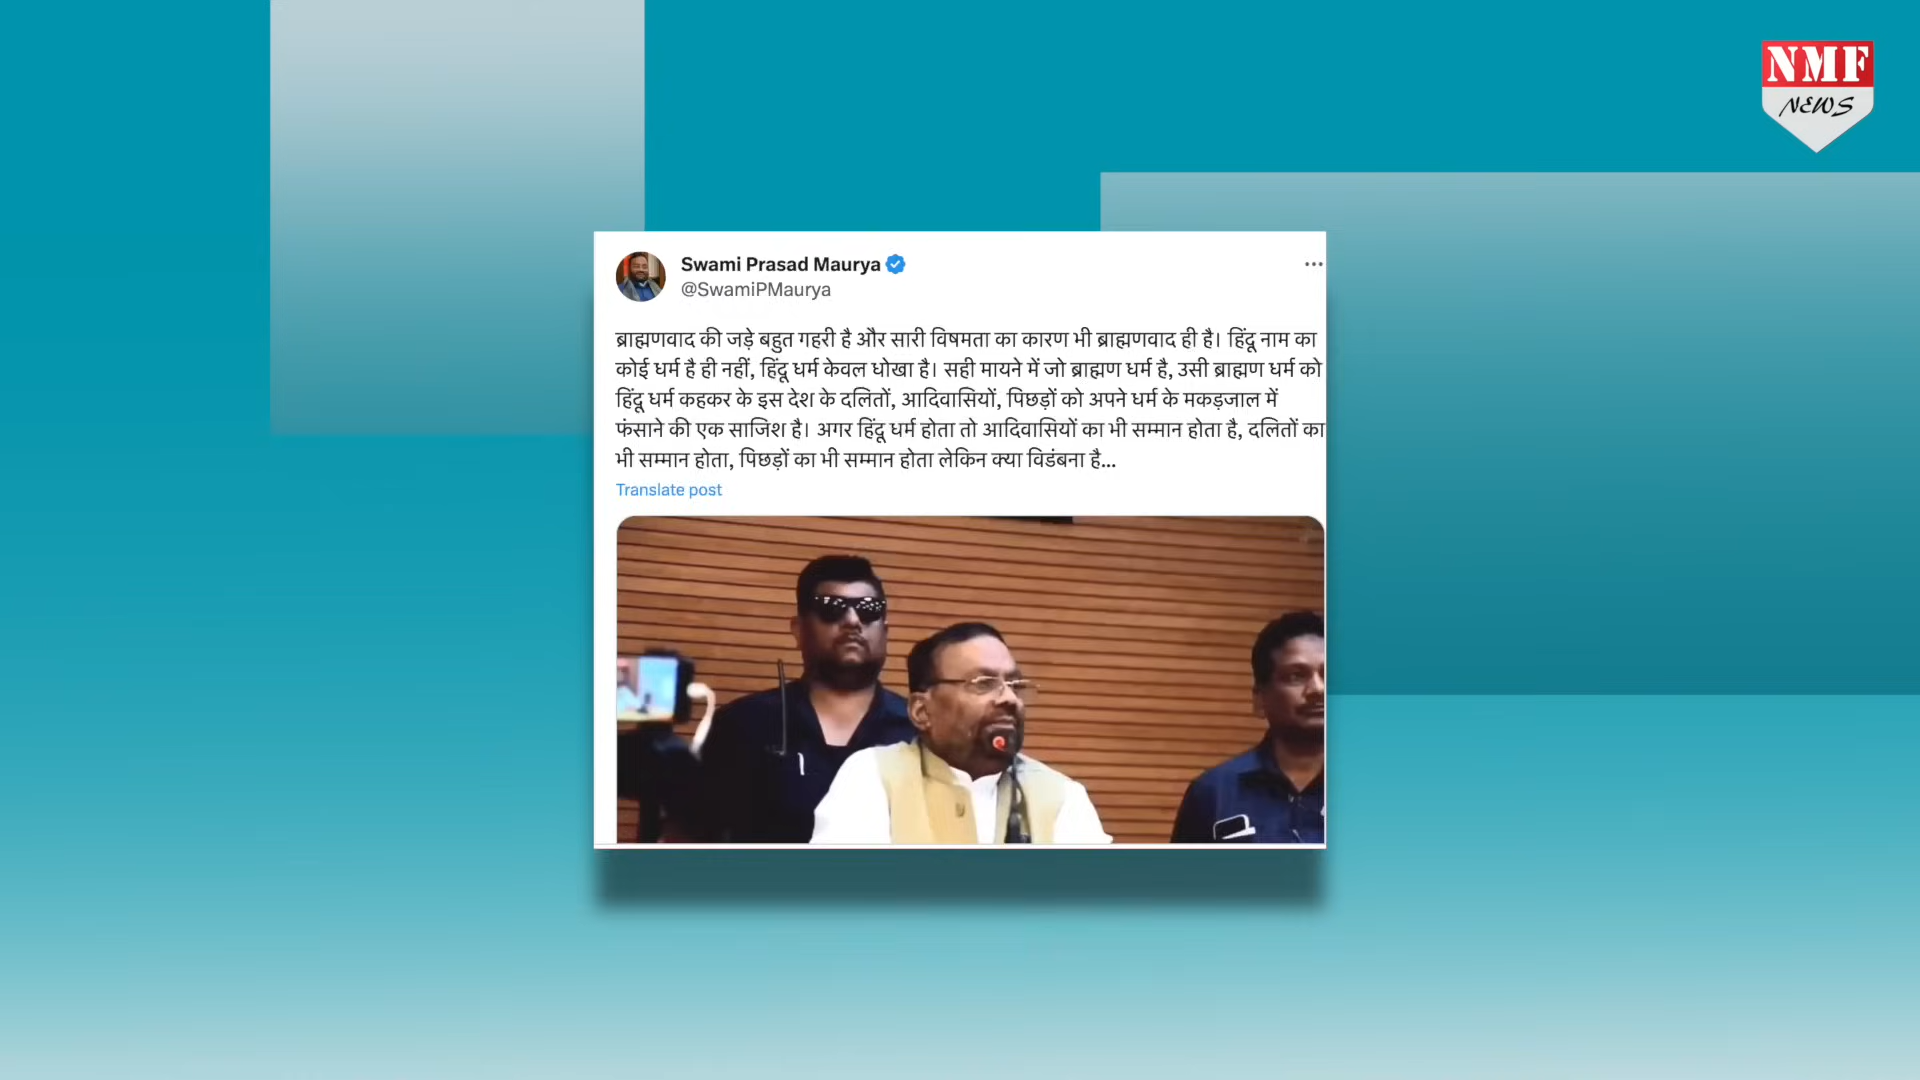 NMF
NEWS
Swami Prasad Maurya
@SwamiPMaurya
ब्राह्मणवाद की जड़े बहुत गहरी है और सारी विषमता का कारण भी ब्राह्मणवाद ही है। हिंदू नाम का
कोई धर्म है ही नहीं, हिंदू धर्म केवल धोखा है। सही मायने में जो ब्राह्मण धर्म है, उसी ब्राह्मण धर्म को
हिंदू धर्म कहकर के इस देश के दलितों, आदिवासियों, पिछड़ों को अपने धर्म के मकड़जाल में
फंसाने की एक साजिश है। अगर हिंदू धर्म होता तो आदिवासियों का भी सम्मान होता है, दलितों का
भी सम्मान होता, पिछड़ों का भी सम्मान होता लेकिन क्या विडंबना है...
Translate post